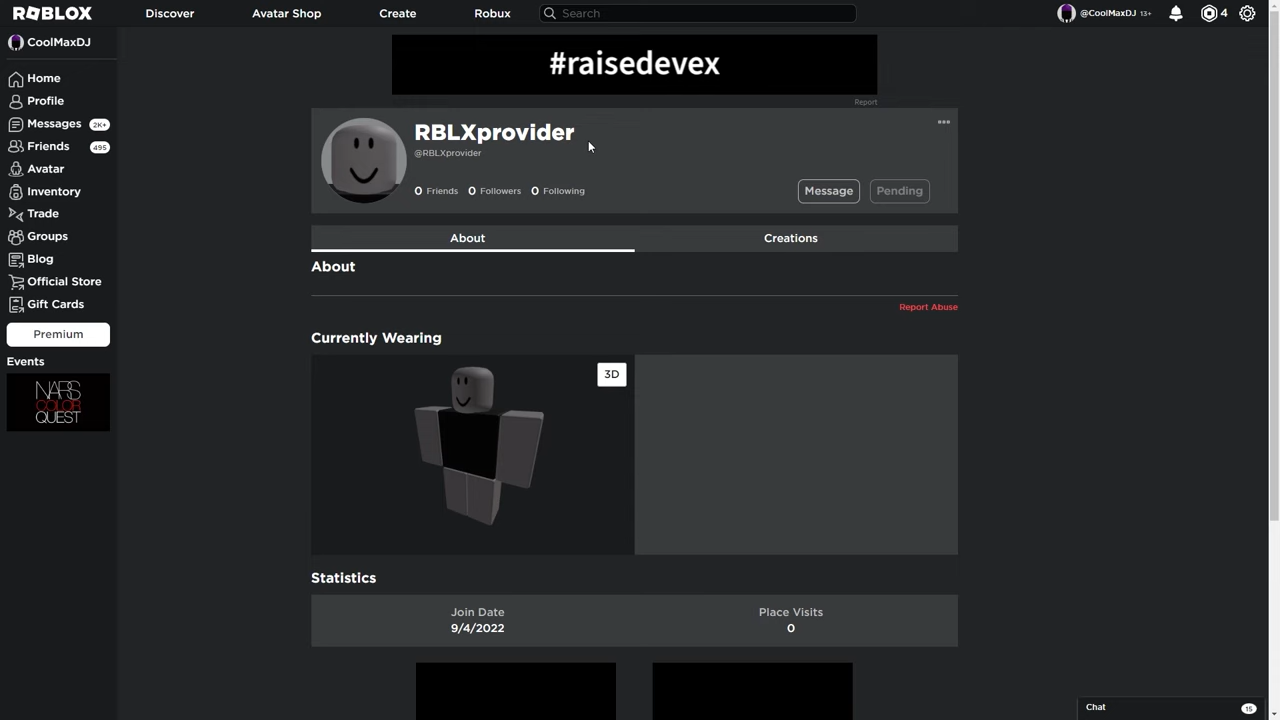 ROBLOX
Discover
Avatar Shop
Create
Robux
Search
@CoolMaxDJ 13+
4
CoolMaxDJ
Home
Profile
Messages 2K+
Friends 495
Avatar
Inventory
Trade
Groups
Blog
Official Store
Gift Cards
Premium
Events
NARS
COLOR
QUEST
#raisedevex
Report
RBLXprovider
@RBLXprovider
0 Friends 0 Followers 0 Following
Message
Pending
About
Creations
About
Report Abuse
Currently Wearing
3D
Statistics
Join Date
9/4/2022
Place Visits
0
Chat
15